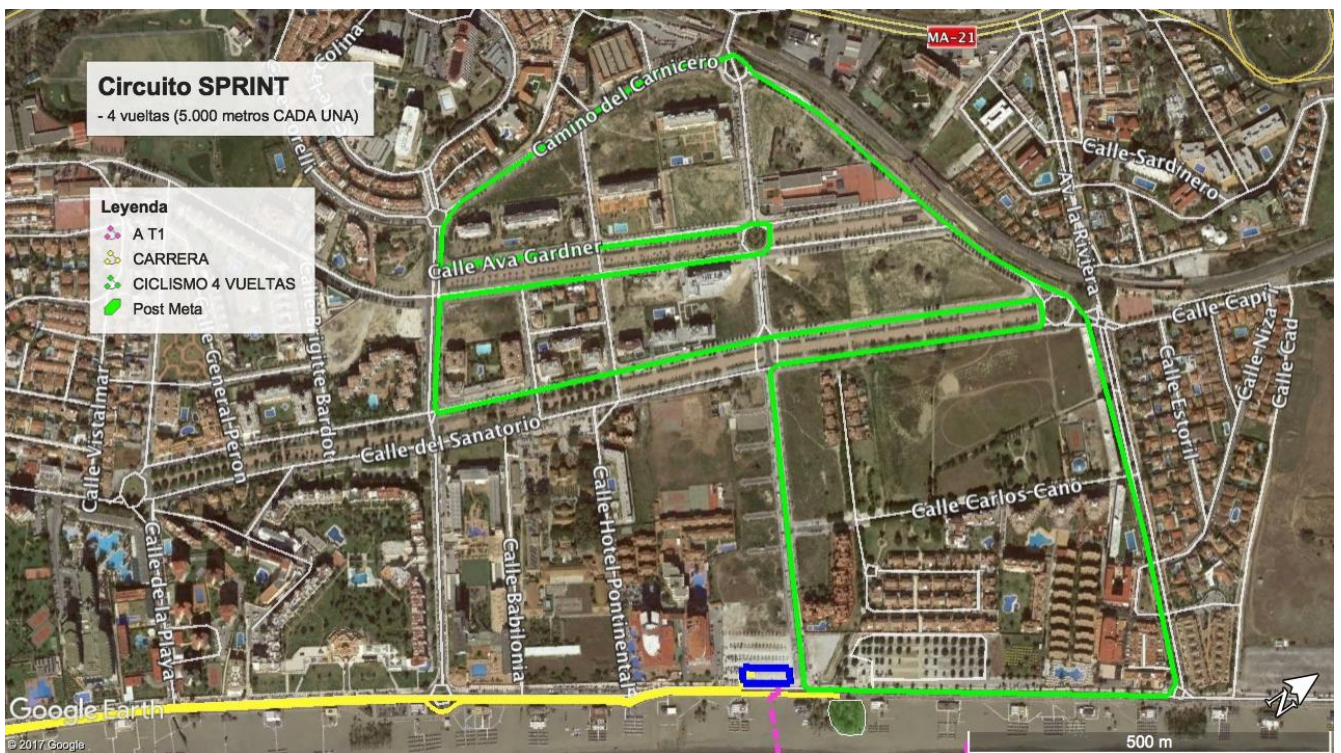 Circuito SPRINT
- 4 vueltas (5.000 metros CADA UNA)
Leyenda
A T1
CARRERA
CICLISMO 4 VUELTAS
Post Meta
MA-21
Camino del Carnicero
Calle Sardinero
Av. la Riviera
Calle Ava Gardner
Calle Capri
Calle Niza
Calle Cad
Calle Estoril
Calle Vistalmar
Calle General Peron
Calle Brigitte Bardot
Calle del Sanatorio
Calle Carlos Cano
Calle de la Playa
Calle Babilonia
Calle Hotel Pontinental
Google Earth
© 2017 Google
N
500 m